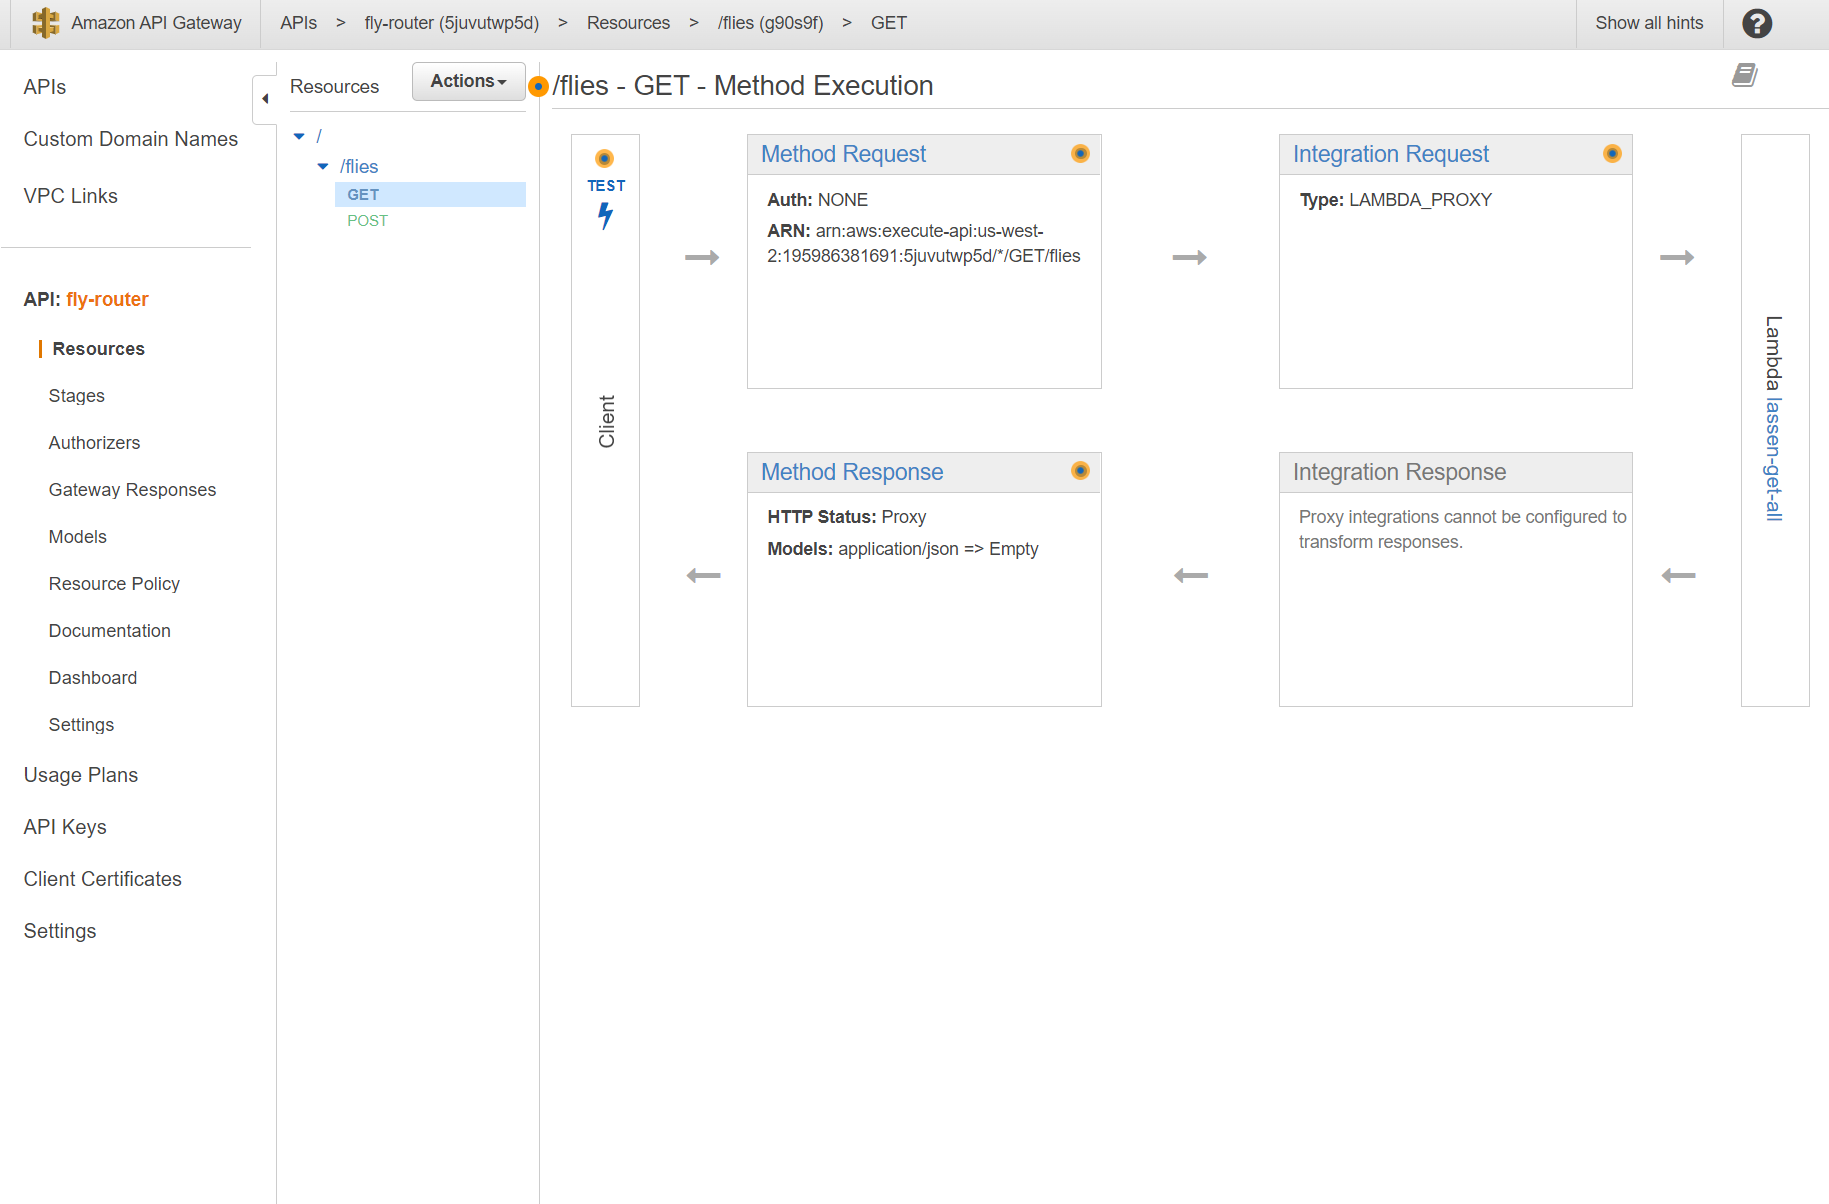 Amazon API Gateway
APIs > fly-router (5juvutwp5d) > Resources > /flies (g90s9f) > GET
Show all hints
?
APIs
Custom Domain Names
VPC Links
API: fly-router
Resources
Stages
Authorizers
Gateway Responses
Models
Resource Policy
Documentation
Dashboard
Settings
Usage Plans
API Keys
Client Certificates
Settings
Resources
Actions
/
/flies
GET
POST
/flies - GET - Method Execution
TEST
Client
Method Request
Auth: NONE
ARN: arn:aws:execute-api:us-west-
2:195986381691:5juvutwp5d/*/GET/flies
Integration Request
Type: LAMBDA_PROXY
Lambda lassen-get-all
Method Response
HTTP Status: Proxy
Models: application/json => Empty
Integration Response
Proxy integrations cannot be configured to
transform responses.